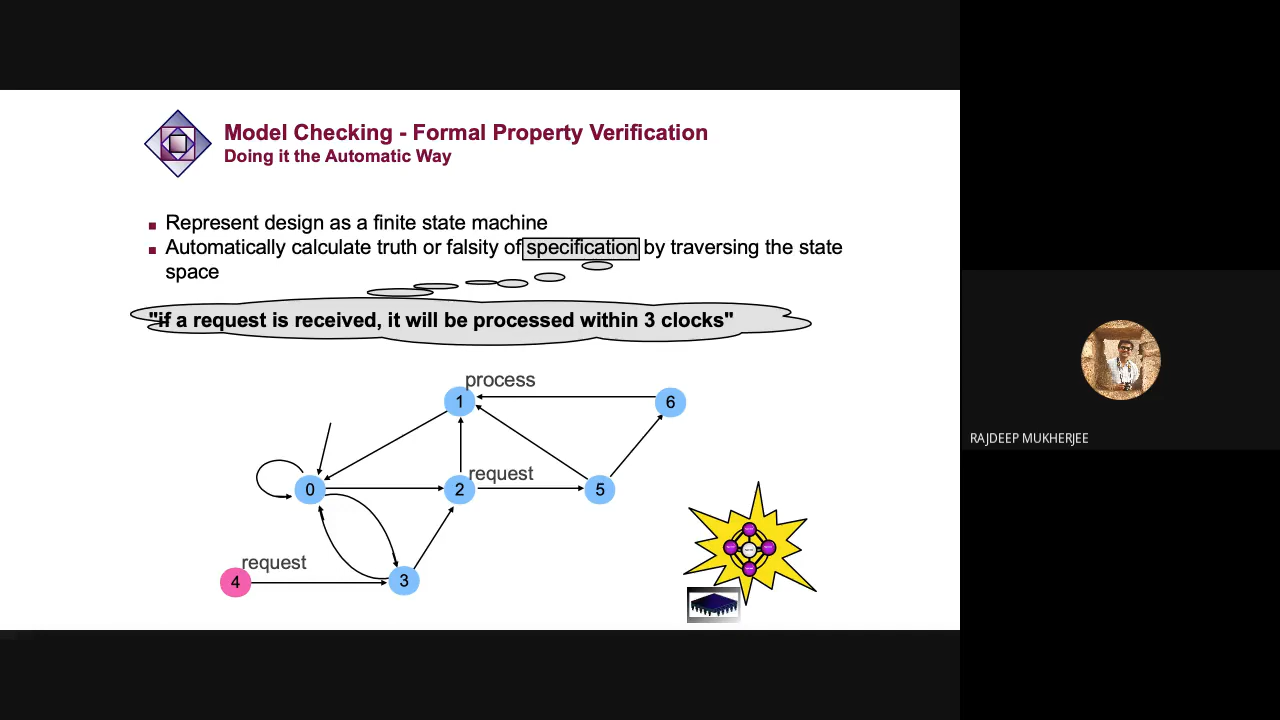 Model Checking - Formal Property Verification
Doing it the Automatic Way
Represent design as a finite state machine
Automatically calculate truth or falsity of specification by traversing the state
space
"if a request is received, it will be processed within 3 clocks"
process
1
6
request
0
2
5
request
4
3
RAJDEEP MUKHERJEE